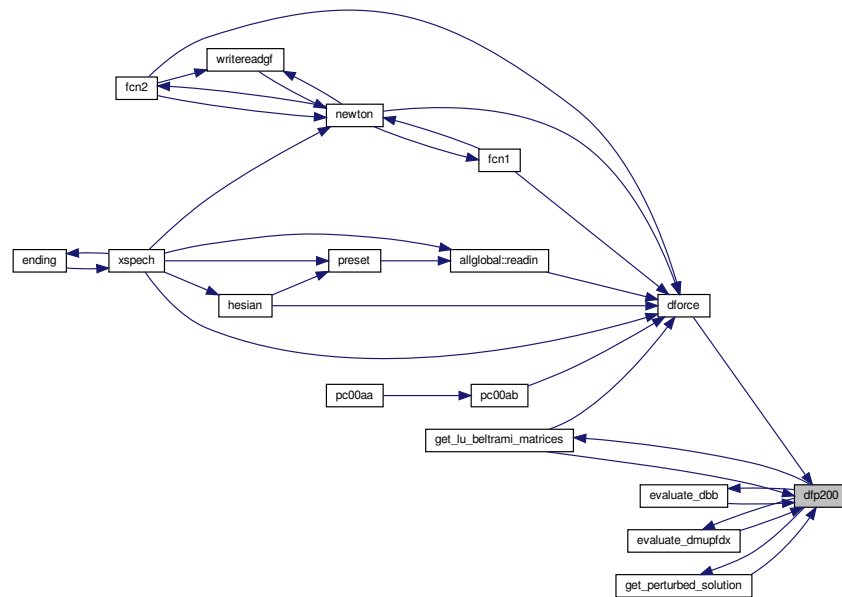 writereadgf
fcn2
newton
fcn1
ending
xspech
preset
allglobal::readin
hesian
dforce
pc00aa
pc00ab
get_lu_beltrami_matrices
evaluate_dbb
dfp200
evaluate_dmupfdx
get_perturbed_solution